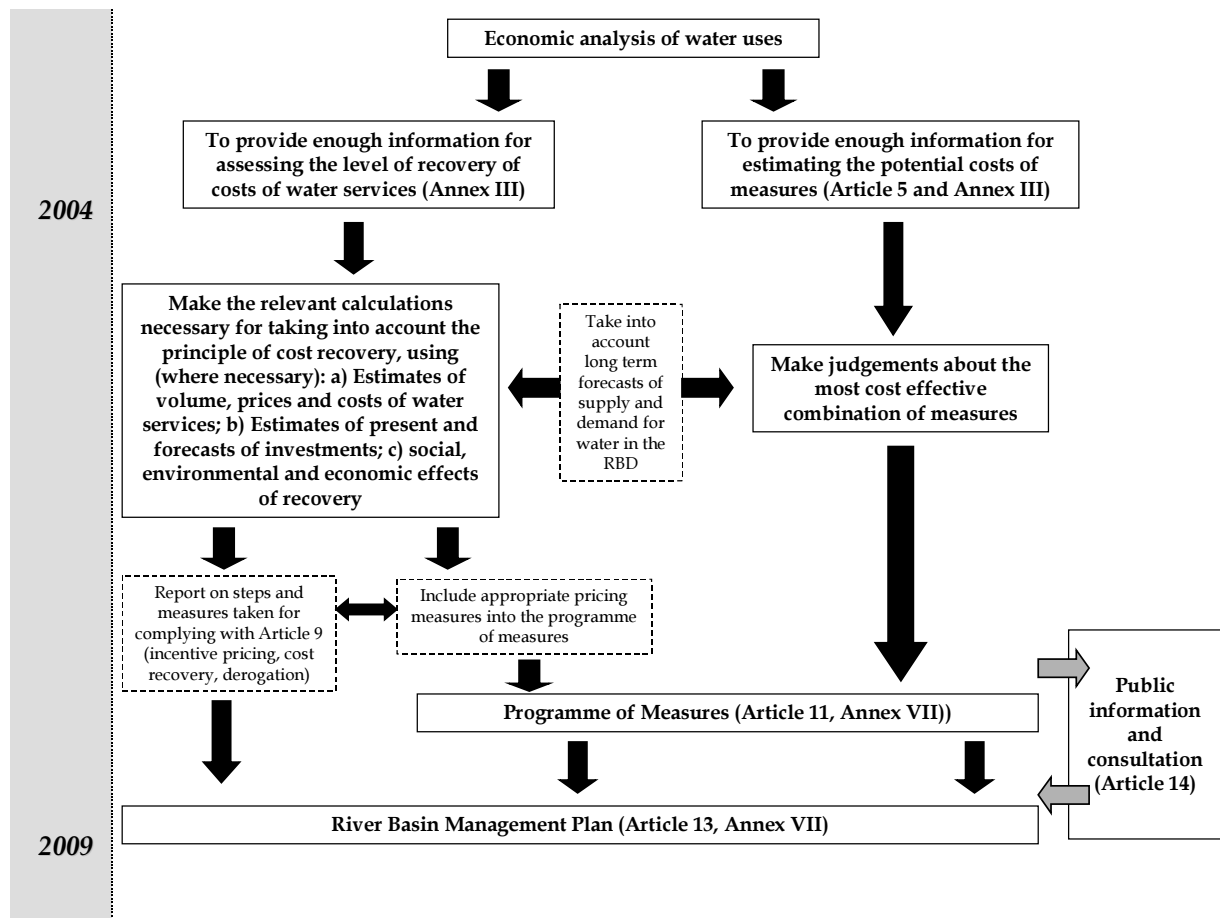 Economic analysis of water uses
To provide enough information for
assessing the level of recovery of
costs of water services (Annex III)
To provide enough information for
estimating the potential costs of
measures (Article 5 and Annex III)
2004
Make the relevant calculations
necessary for taking into account the
principle of cost recovery, using
(where necessary): a) Estimates of
volume, prices and costs of water
services; b) Estimates of present and
forecasts of investments; c) social,
environmental and economic effects
of recovery
Take into
account
long term
forecasts of
supply and
demand for
water in the
RBD
Make judgements about the
most cost effective
combination of measures
Report on steps and
measures taken for
complying with Article 9
(incentive pricing, cost
recovery, derogation)
Include appropriate pricing
measures into the programme
of measures
Programme of Measures (Article 11, Annex VII))
Public
information
and
consultation
(Article 14)
River Basin Management Plan (Article 13, Annex VII)
2009